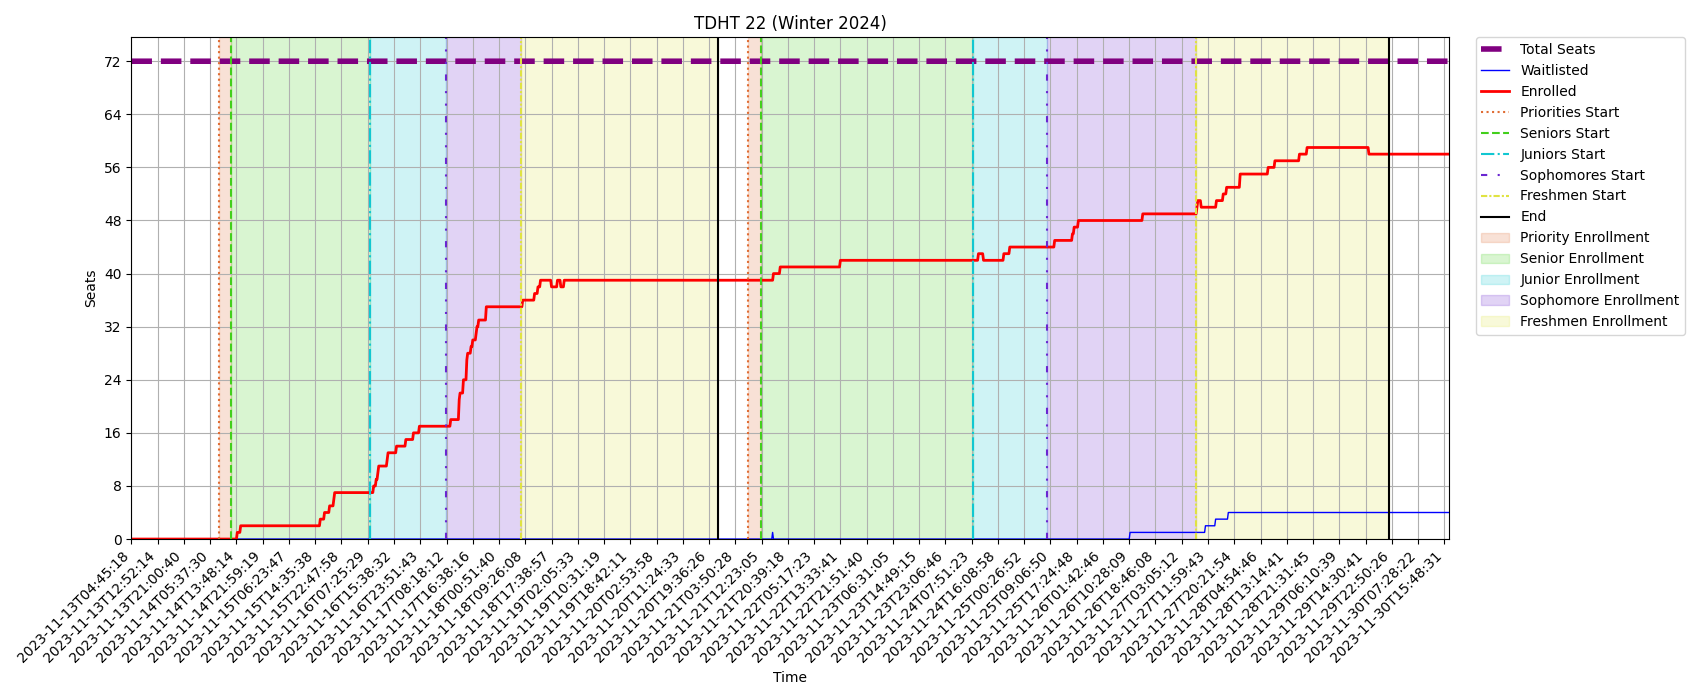 TDHT 22 (Winter 2024)
72
64
56
48
40
32
24
16
8
0
Seats
2023-11-13T04:45:18
2023-11-13T12:52:14
2023-11-13T21:00:40
2023-11-14T05:37:30
2023-11-14T13:48:14
2023-11-14T21:59:19
2023-11-15T06:23:47
2023-11-15T14:35:38
2023-11-15T22:47:58
2023-11-16T07:25:29
2023-11-16T15:38:32
2023-11-16T23:51:43
2023-11-17T08:18:12
2023-11-17T16:38:16
2023-11-18T00:51:40
2023-11-18T09:26:08
2023-11-18T17:38:57
2023-11-19T02:05:33
2023-11-19T10:31:19
2023-11-19T18:42:11
2023-11-20T02:53:58
2023-11-20T11:24:33
2023-11-20T19:36:26
2023-11-21T03:50:28
2023-11-21T12:23:05
2023-11-21T20:39:18
2023-11-22T05:17:23
2023-11-22T13:33:41
2023-11-22T21:51:40
2023-11-23T06:31:05
2023-11-23T14:49:15
2023-11-23T23:06:46
2023-11-24T07:51:23
2023-11-24T16:08:58
2023-11-25T00:26:52
2023-11-25T09:06:50
2023-11-25T17:24:48
2023-11-26T01:42:46
2023-11-26T10:28:09
2023-11-26T18:46:08
2023-11-27T03:05:12
2023-11-27T11:59:43
2023-11-27T20:21:54
2023-11-28T04:54:46
2023-11-28T13:14:41
2023-11-28T21:31:45
2023-11-29T06:10:39
2023-11-29T14:30:41
2023-11-29T22:50:26
2023-11-30T07:28:22
2023-11-30T15:48:31
Time
Total Seats
Waitlisted
Enrolled
Priorities Start
Seniors Start
Juniors Start
Sophomores Start
Freshmen Start
End
Priority Enrollment
Senior Enrollment
Junior Enrollment
Sophomore Enrollment
Freshmen Enrollment